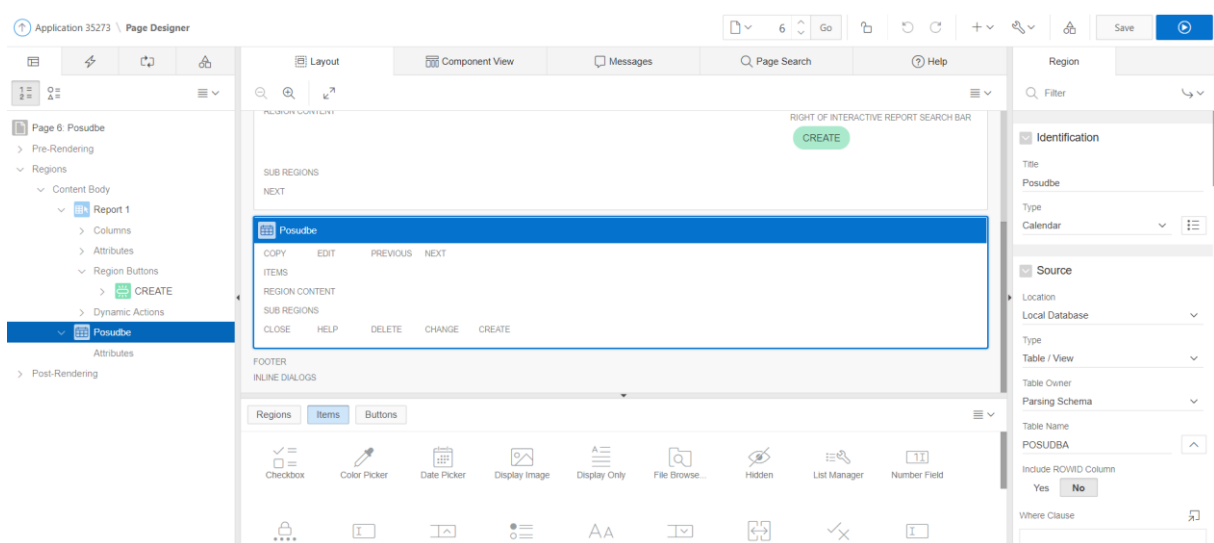 Application 35273 \ Page Designer
6 Go Save
Layout Component View Messages Page Search Help Region
Filter
Page 6: Posudbe
Pre-Rendering
Regions
Content Body
Report 1
Columns
Attributes
Region Buttons
CREATE
Dynamic Actions
Posudbe
Attributes
Post-Rendering
REGION CONTENT
RIGHT OF INTERACTIVE REPORT SEARCH BAR
CREATE
SUB REGIONS
NEXT
Posudbe
COPY EDIT PREVIOUS NEXT
ITEMS
REGION CONTENT
SUB REGIONS
CLOSE HELP DELETE CHANGE CREATE
FOOTER
INLINE DIALOGS
Regions Items Buttons
Checkbox Color Picker Date Picker Display Image Display Only File Browse... Hidden List Manager Number Field
Identification
Title
Posudbe
Type
Calendar
Source
Location
Local Database
Type
Table / View
Table Owner
Parsing Schema
Table Name
POSUDBA
Include ROWID Column
Yes No
Where Clause